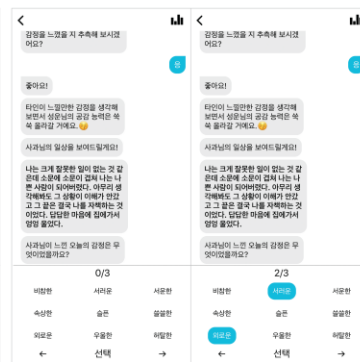 감정을 느꼈을 지 추측해 보시겠
어요?
응
좋아요!
타인이 느낄만한 감정을 생각해
보면서 성운님의 공감 능력은 쑥
쑥 올라갈 거예요.
사과님의 일상을 보여드릴게요!
나는 크게 잘못한 일이 없는 것 같
은데 소문에 소문이 겹쳐 나는 나
쁜 사람이 되어버렸다. 아무리 생
각해봐도 그 상황이 이해가 안갔
고 그 끝은 결국 나를 자책하는 것
이었다. 답답한 마음에 집에가서
엉엉 울었다.
사과님이 느낀 오늘의 감정은 무
엇이었을까요?
0/3
비참한 서러운 서운한
속상한 슬픈 쓸쓸한
외로운 우울한 허탈한
← 선택 →
감정을 느꼈을 지 추측해 보시겠
어요?
응
좋아요!
타인이 느낄만한 감정을 생각해
보면서 성운님의 공감 능력은 쑥
쑥 올라갈 거예요.
사과님의 일상을 보여드릴게요!
나는 크게 잘못한 일이 없는 것 같
은데 소문에 소문이 겹쳐 나는 나
쁜 사람이 되어버렸다. 아무리 생
각해봐도 그 상황이 이해가 안갔
고 그 끝은 결국 나를 자책하는 것
이었다. 답답한 마음에 집에가서
엉엉 울었다.
사과님이 느낀 오늘의 감정은 무
엇이었을까요?
2/3
비참한 서러운 서운한
속상한 슬픈 쓸쓸한
외로운 우울한 허탈한
← 선택 →